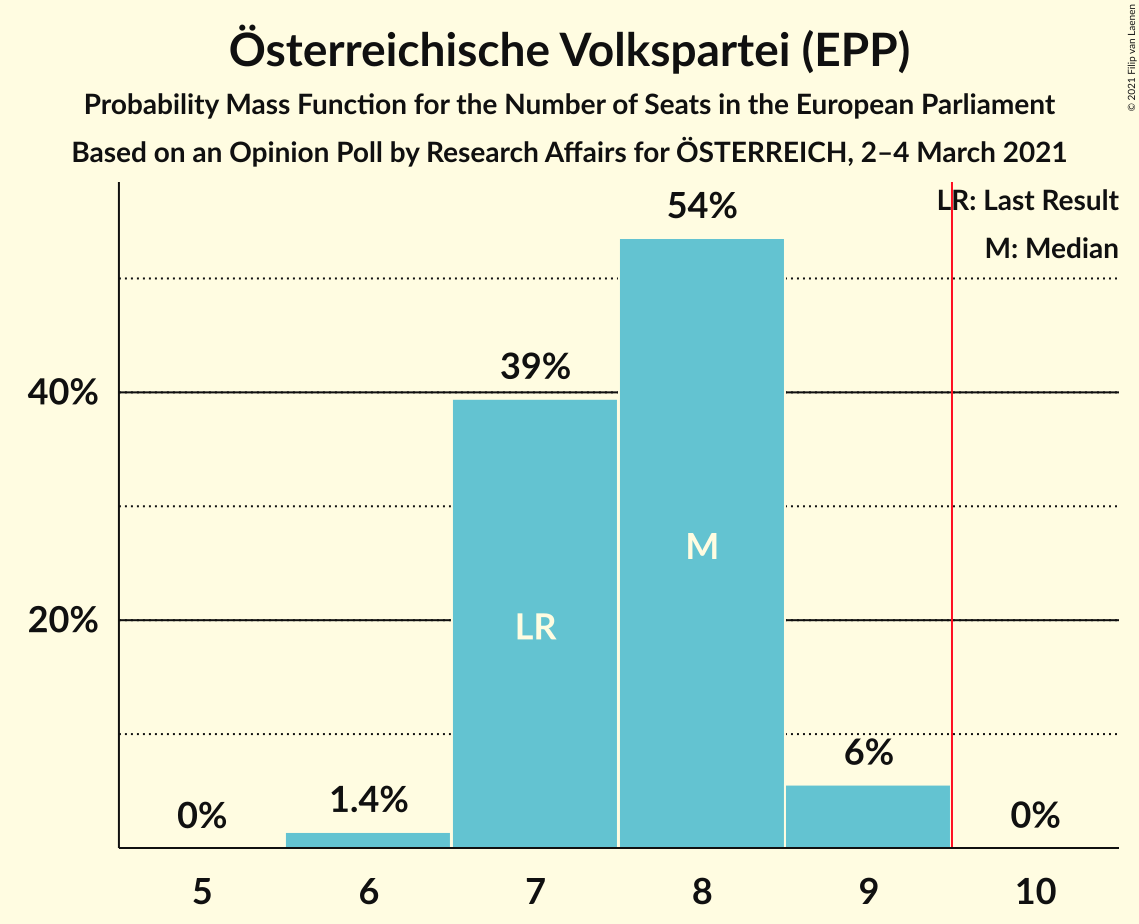 Österreichische Volkspartei (EPP)
Probability Mass Function for the Number of Seats in the European Parliament
Based on an Opinion Poll by Research Affairs for ÖSTERREICH, 2–4 March 2021
© 2021 Filip van Laenen
LR: Last Result
M: Median
54%
39%
40%
M
LR
20%
6%
1.4%
0%
0%
5 6 7 8 9 10